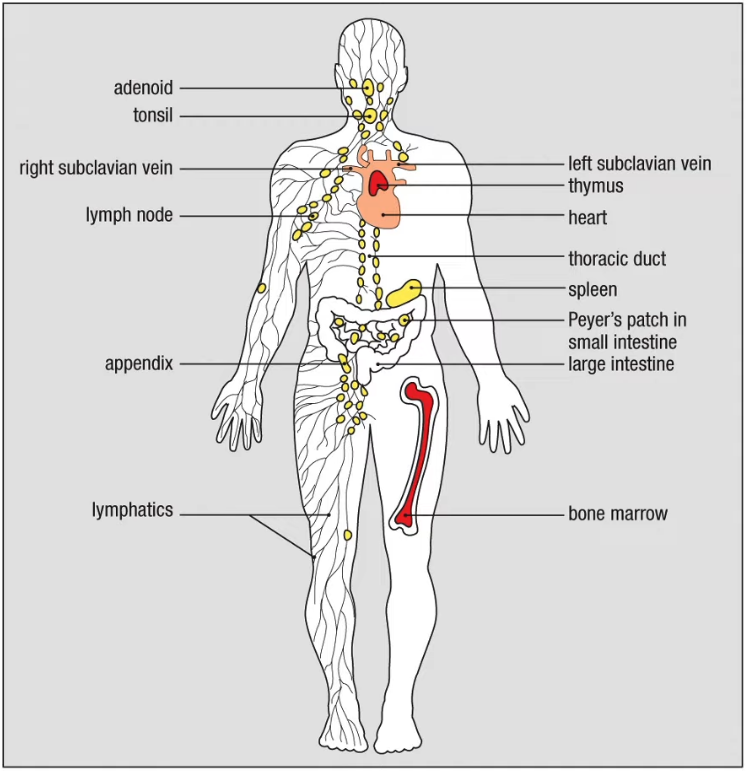 adenoid
tonsil
right subclavian vein
lymph node
appendix
lymphatics
left subclavian vein
thymus
heart
thoracic duct
spleen
Peyer's patch in
small intestine
large intestine
bone marrow